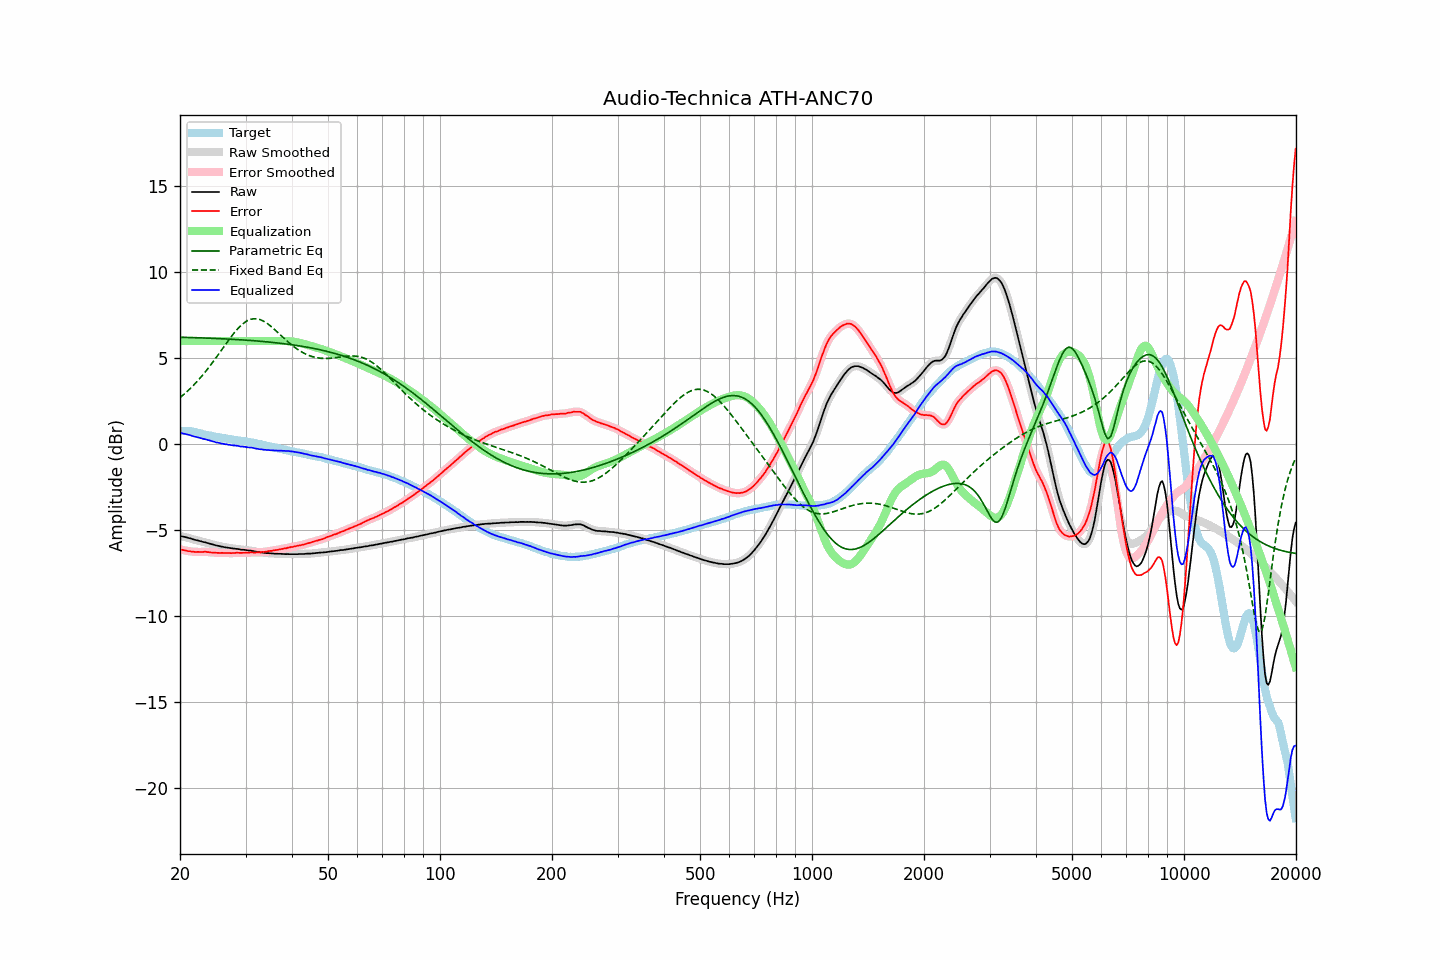 Audio-Technica ATH-ANC70
Target
Raw Smoothed
Error Smoothed
Raw
Error
Equalization
Parametric Eq
Fixed Band Eq
Equalized
15
10
5
0
−5
−10
−15
−20
Amplitude (dBr)
20 50 100 200 500 1000 2000 5000 10000 20000
Frequency (Hz)